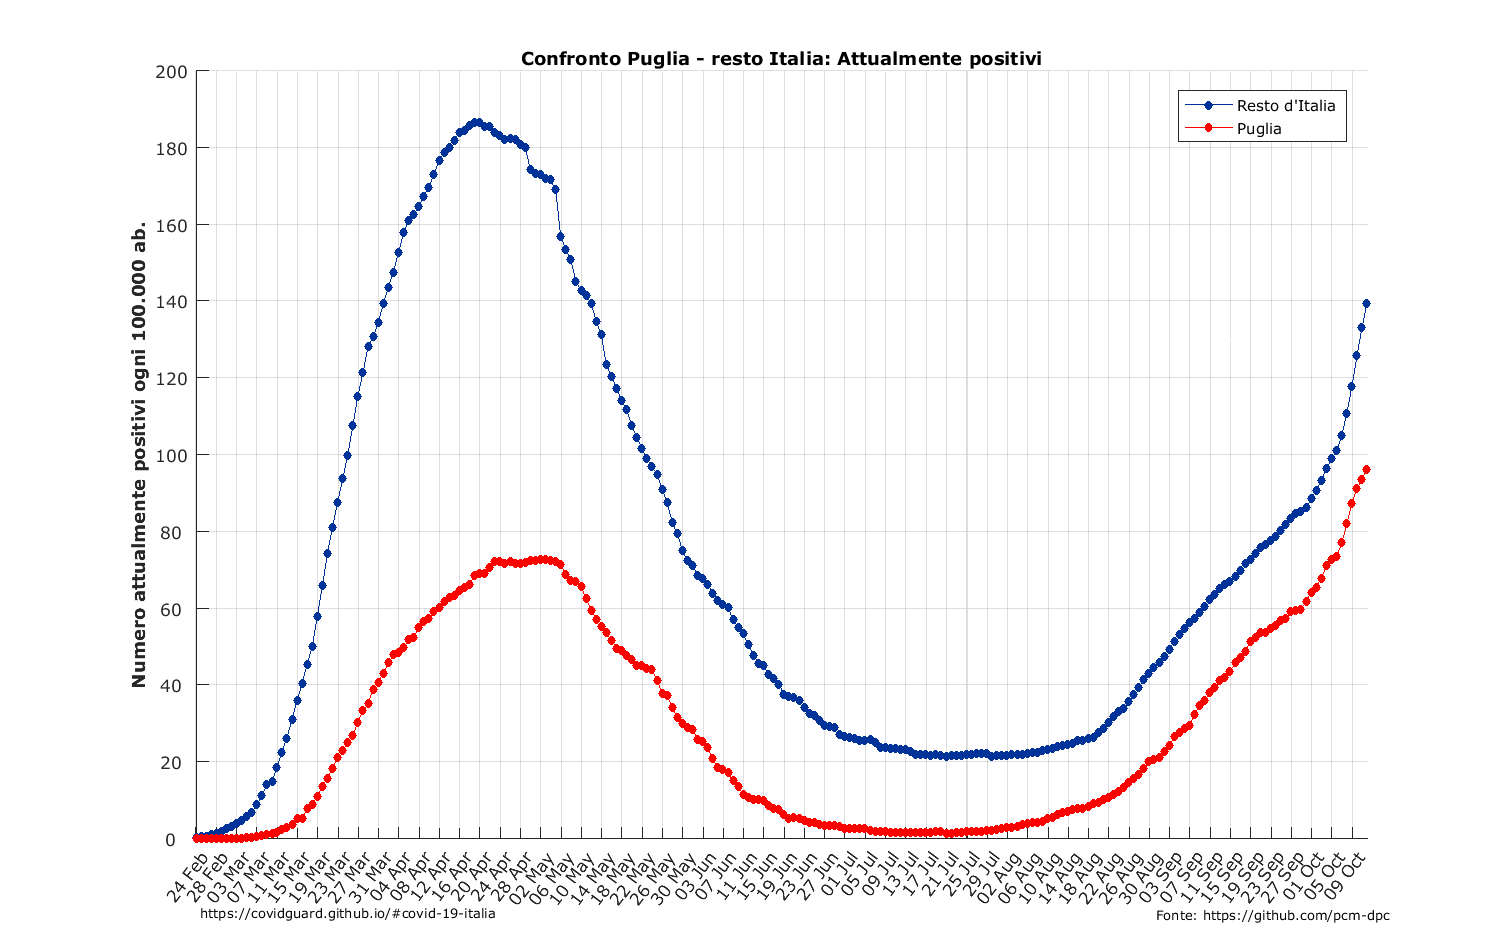 Confronto Puglia - resto Italia: Attualmente positivi
Resto d'Italia
Puglia
Numero attualmente positivi ogni 100.000 ab.
200
180
160
140
120
100
80
60
40
20
0
24 Feb
28 Feb
03 Mar
07 Mar
11 Mar
15 Mar
19 Mar
23 Mar
27 Mar
31 Mar
04 Apr
08 Apr
12 Apr
16 Apr
20 Apr
24 Apr
28 Apr
02 May
06 May
10 May
14 May
18 May
22 May
26 May
30 May
03 Jun
07 Jun
11 Jun
15 Jun
19 Jun
23 Jun
27 Jun
01 Jul
05 Jul
09 Jul
13 Jul
17 Jul
21 Jul
25 Jul
29 Jul
02 Aug
06 Aug
10 Aug
14 Aug
18 Aug
22 Aug
26 Aug
30 Aug
03 Sep
07 Sep
11 Sep
15 Sep
19 Sep
23 Sep
27 Sep
01 Oct
05 Oct
09 Oct
https://covidguard.github.io/#covid-19-italia
Fonte: https://github.com/pcm-dpc